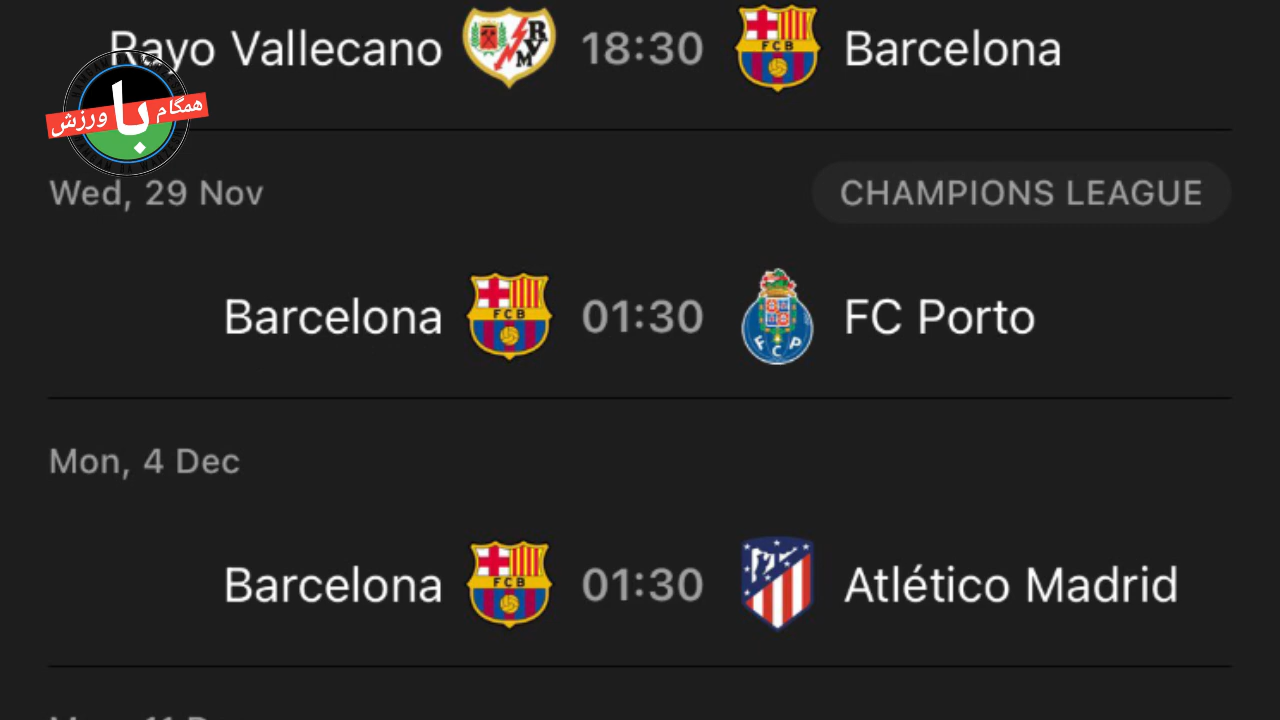 Rayo Vallecano 18:30 Barcelona
همگام با ورزش
Wed, 29 Nov CHAMPIONS LEAGUE
Barcelona 01:30 FC Porto
Mon, 4 Dec
Barcelona 01:30 Atlético Madrid